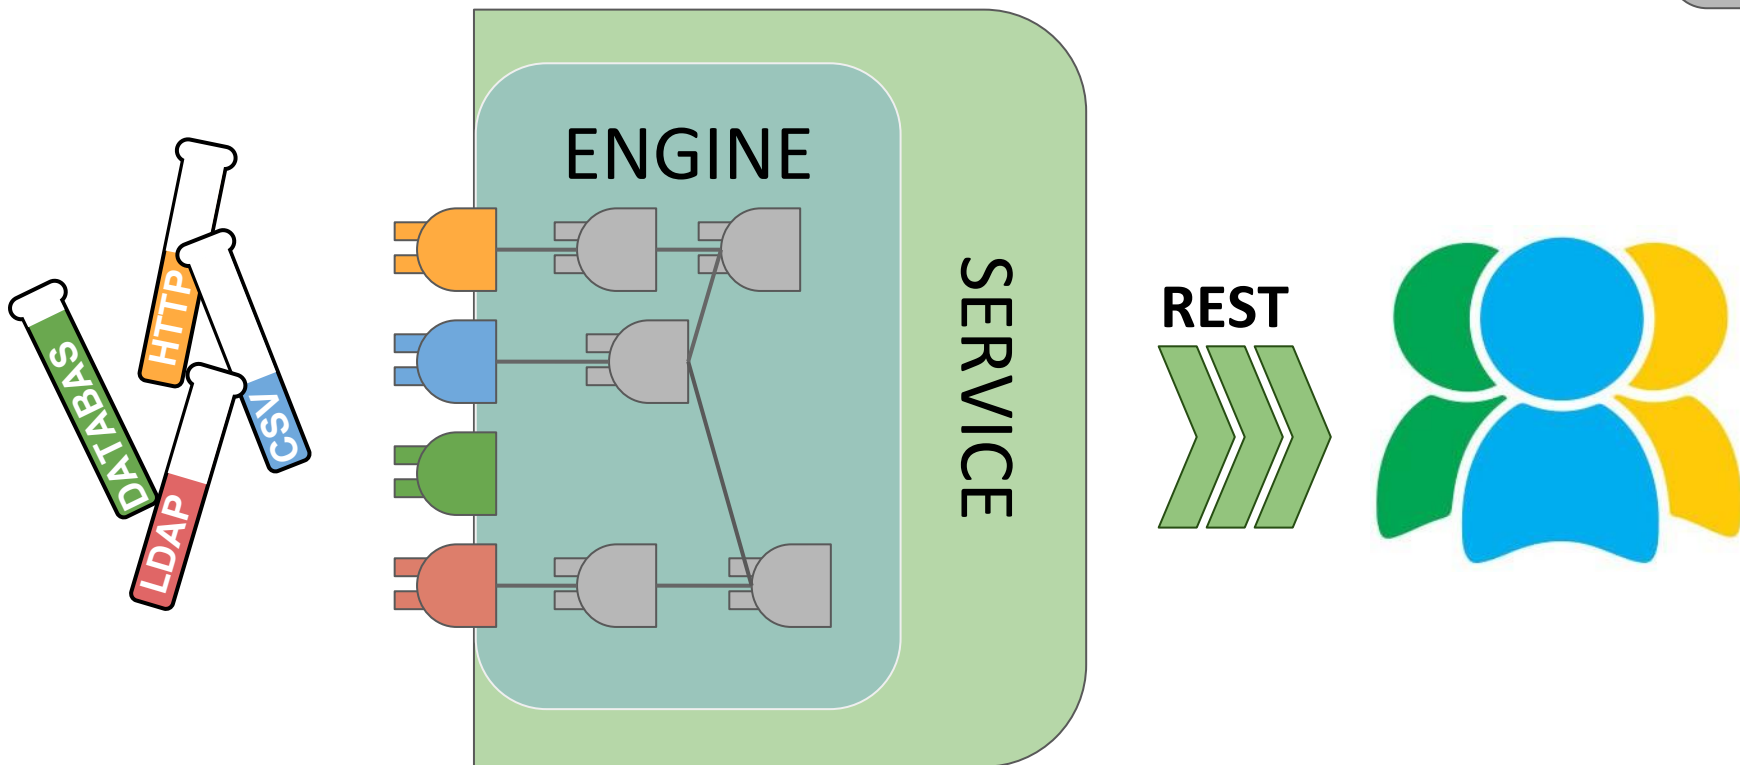 HTTP
CSV
DATABAS
LDAP
ENGINE
SERVICE
REST